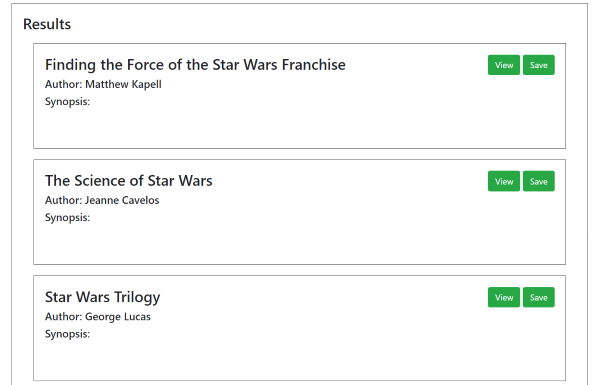 Results
Finding the Force of the Star Wars Franchise
View Save
Author: Matthew Kapell
Synopsis:
The Science of Star Wars
View Save
Author: Jeanne Cavelos
Synopsis:
Star Wars Trilogy
View Save
Author: George Lucas
Synopsis: